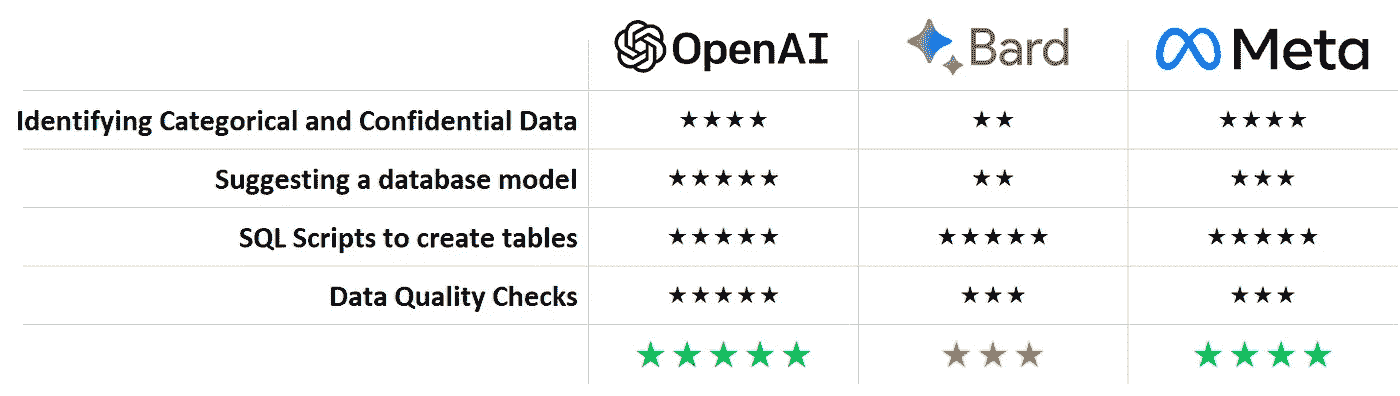 OpenAI Bard Meta
Identifying Categorical and Confidential Data ★★★★ ★★ ★★★★
Suggesting a database model ★★★★★ ★★ ★★★
SQL Scripts to create tables ★★★★★ ★★★★★ ★★★★★
Data Quality Checks ★★★★★ ★★★ ★★★
★★★★★ ★★★ ★★★★